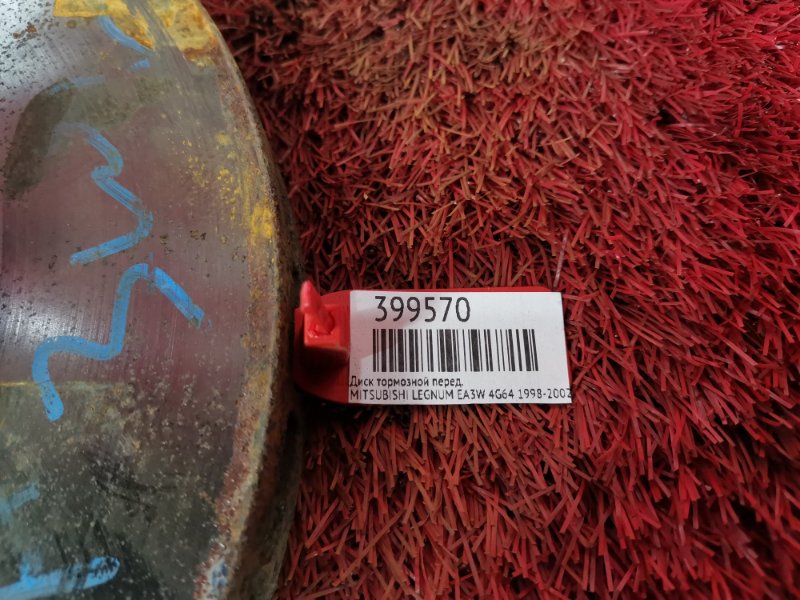 399570
Диск тормозной перед.
MITSUBISHI LEGNUM EA3W 4G64 1998-2002